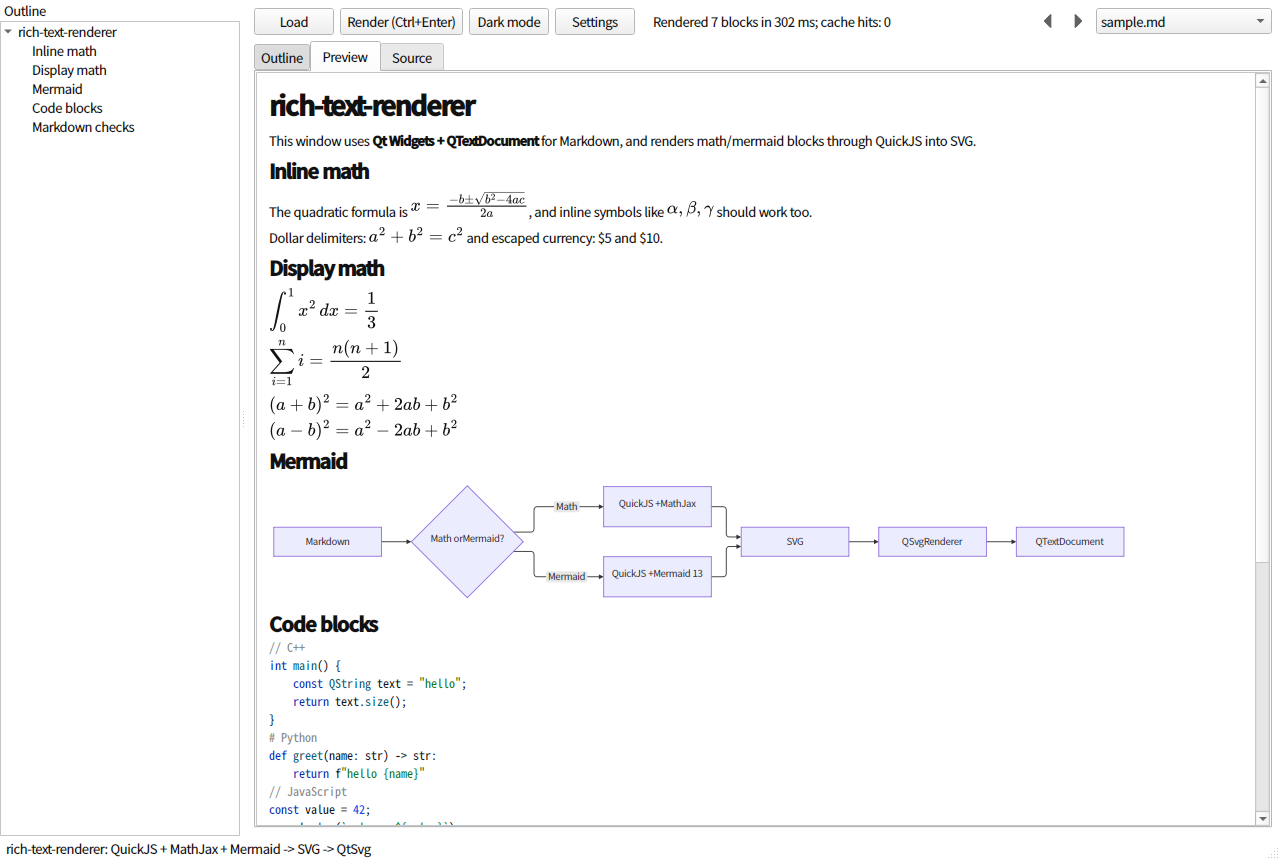 Outline
rich-text-renderer
Inline math
Display math
Mermaid
Code blocks
Markdown checks
Load
Render (Ctrl+Enter)
Dark mode
Settings
Rendered 7 blocks in 302 ms; cache hits: 0
sample.md
Outline
Preview
Source
rich-text-renderer
This window uses Qt Widgets + QTextDocument for Markdown, and renders math/mermaid blocks through QuickJS into SVG.
Inline math
The quadratic formula is x = (−b±√(b²−4ac))/2a , and inline symbols like α, β, γ should work too.
Dollar delimiters: a² + b² = c² and escaped currency: $5 and $10.
Display math
∫₀¹ x² dx = 1/3
∑ᵢ₌₁ⁿ i = n(n + 1)/2
(a + b)² = a² + 2ab + b²
(a − b)² = a² − 2ab + b²
Mermaid
Markdown
Math orMermaid?
Math
QuickJS +MathJax
Mermaid
QuickJS +Mermaid 13
SVG
QSvgRenderer
QTextDocument
Code blocks
// C++
int main() {
    const QString text = "hello";
    return text.size();
}
# Python
def greet(name: str) -> str:
    return f"hello {name}"
// JavaScript
const value = 42;
rich-text-renderer: QuickJS + MathJax + Mermaid -> SVG -> QtSvg